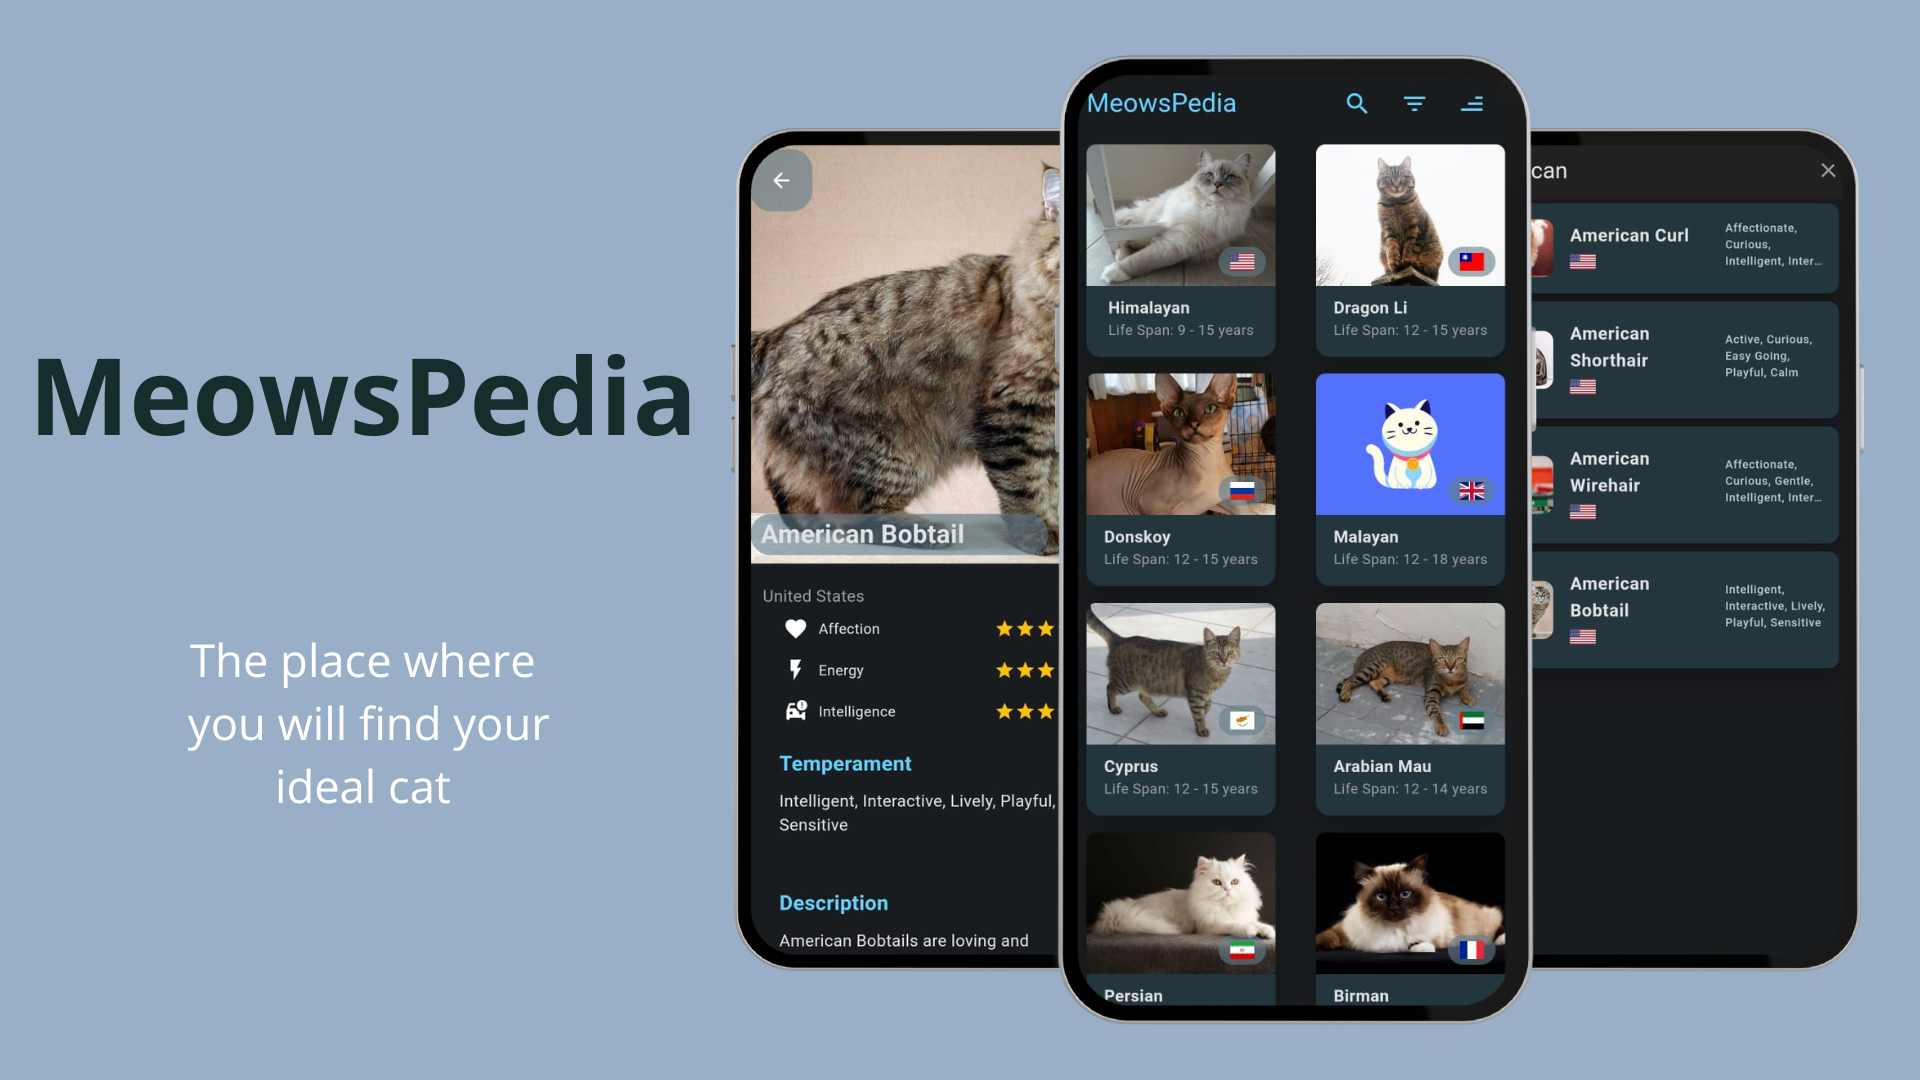 MeowsPedia
The place where
you will find your
ideal cat
American Bobtail
United States
Affection
Energy
Intelligence
Temperament
Intelligent, Interactive, Lively, Playful,
Sensitive
Description
American Bobtails are loving and
MeowsPedia
Himalayan
Life Span: 9 - 15 years
Dragon Li
Life Span: 12 - 15 years
Donskoy
Life Span: 12 - 15 years
Malayan
Life Span: 12 - 18 years
Cyprus
Life Span: 12 - 15 years
Arabian Mau
Life Span: 12 - 14 years
Persian
Birman
can
American Curl
Affectionate,
Curious,
Intelligent, Inter...
American
Shorthair
Active, Curious,
Easy Going,
Playful, Calm
American
Wirehair
Affectionate,
Curious, Gentle,
Intelligent, Inter...
American
Bobtail
Intelligent,
Interactive, Lively,
Playful, Sensitive